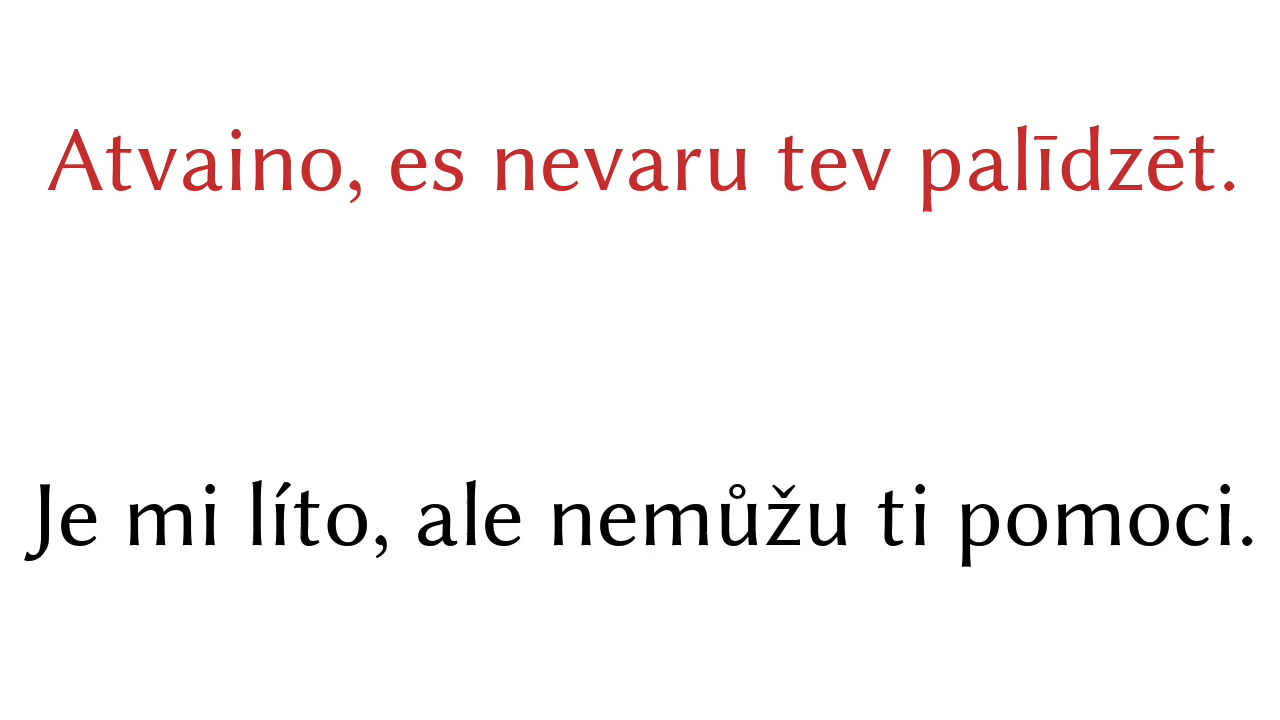 Atvaino, es nevaru tev palīdzēt.
Je mi líto, ale nemůžu ti pomoci.